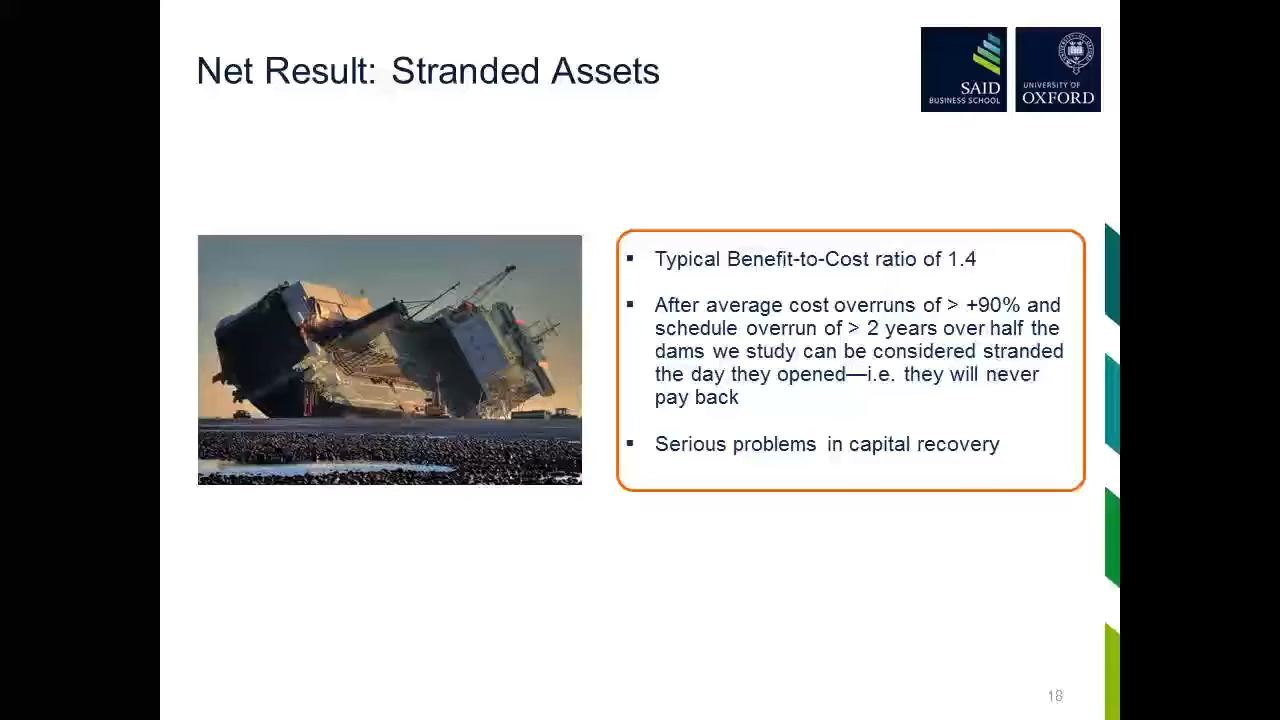 Net Result: Stranded Assets
SAID
BUSINESS SCHOOL
UNIVERSITY OF
OXFORD
▪ Typical Benefit-to-Cost ratio of 1.4
▪ After average cost overruns of > +90% and
schedule overrun of > 2 years over half the
dams we study can be considered stranded
the day they opened—i.e. they will never
pay back
▪ Serious problems in capital recovery
18